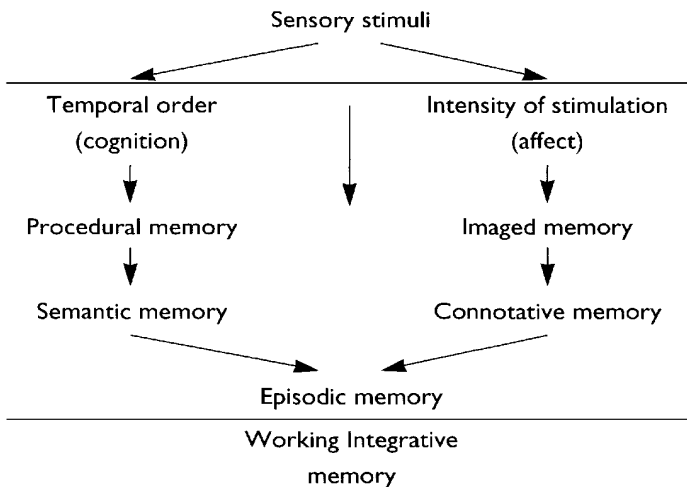 Sensory stimuli
Temporal order
(cognition)
Intensity of stimulation
(affect)
Procedural memory
Imaged memory
Semantic memory
Connotative memory
Episodic memory
Working Integrative
memory